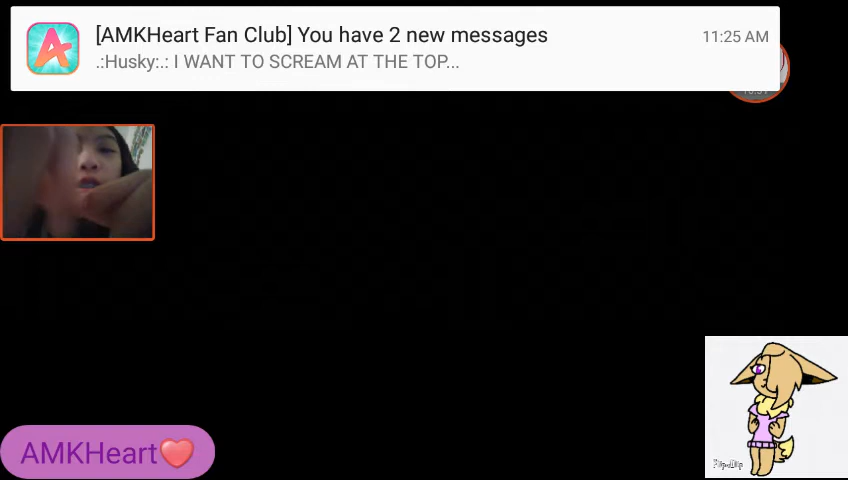 [AMKHeart Fan Club] You have 2 new messages
11:25 AM
.:Husky:.: I WANT TO SCREAM AT THE TOP...
AMKHeart
FlipaClip